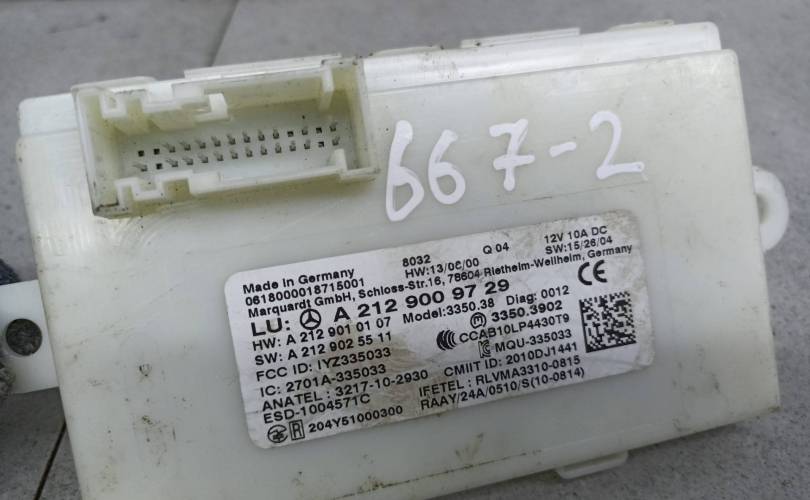 667-2
Made in Germany 8032 Q 04 12V 10A DC
0618000018715001 HW:13/06/00 SW:15/26/04
Marquardt GmbH, Schloss-Str.16, 78604 Rietheim-Weilheim, Germany
LU: A 212 900 97 29 CE
HW: A 212 901 01 07 Model:3350.38 Diag: 0012
SW: A 212 902 55 11 3350.3902
FCC ID: IYZ335033 CCAB10LP4430T9
IC: 2701A-335033 MQU-335033
ANATEL: 3217-10-2930 CMIIT ID: 2010DJ1441
ESD-1004571C IFETEL: RLVMA3310-0815
204Y51000300 RAAY/24A/0510/S(10-0814)